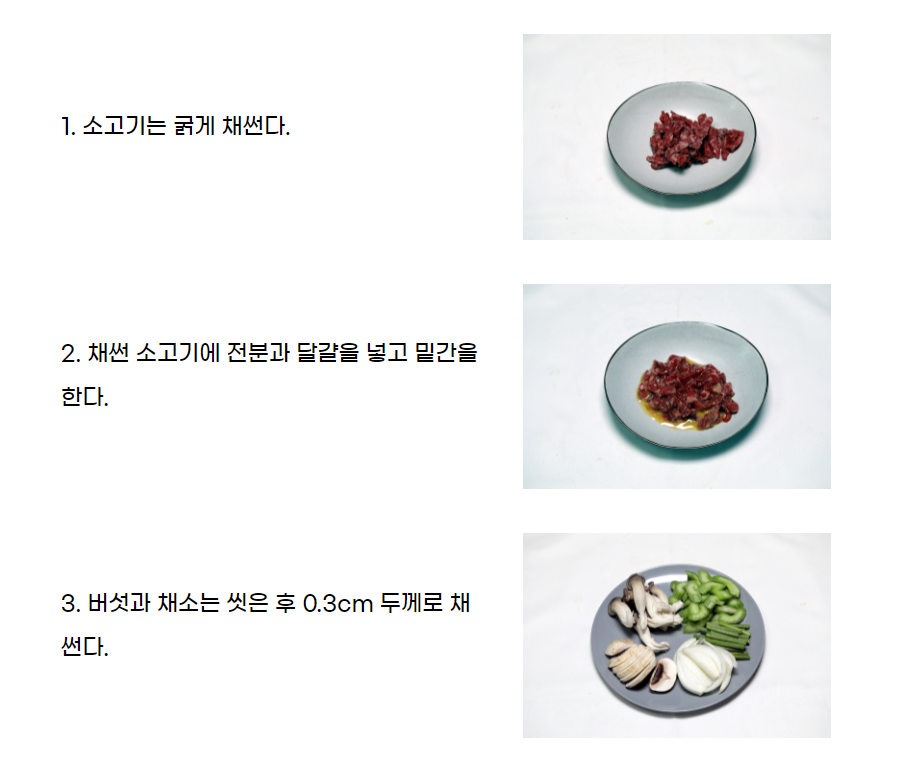 1. 소고기는 굵게 채썬다.
2. 채썬 소고기에 전분과 달걀을 넣고 밑간을
한다.
3. 버섯과 채소는 씻은 후 0.3cm 두께로 채
썬다.